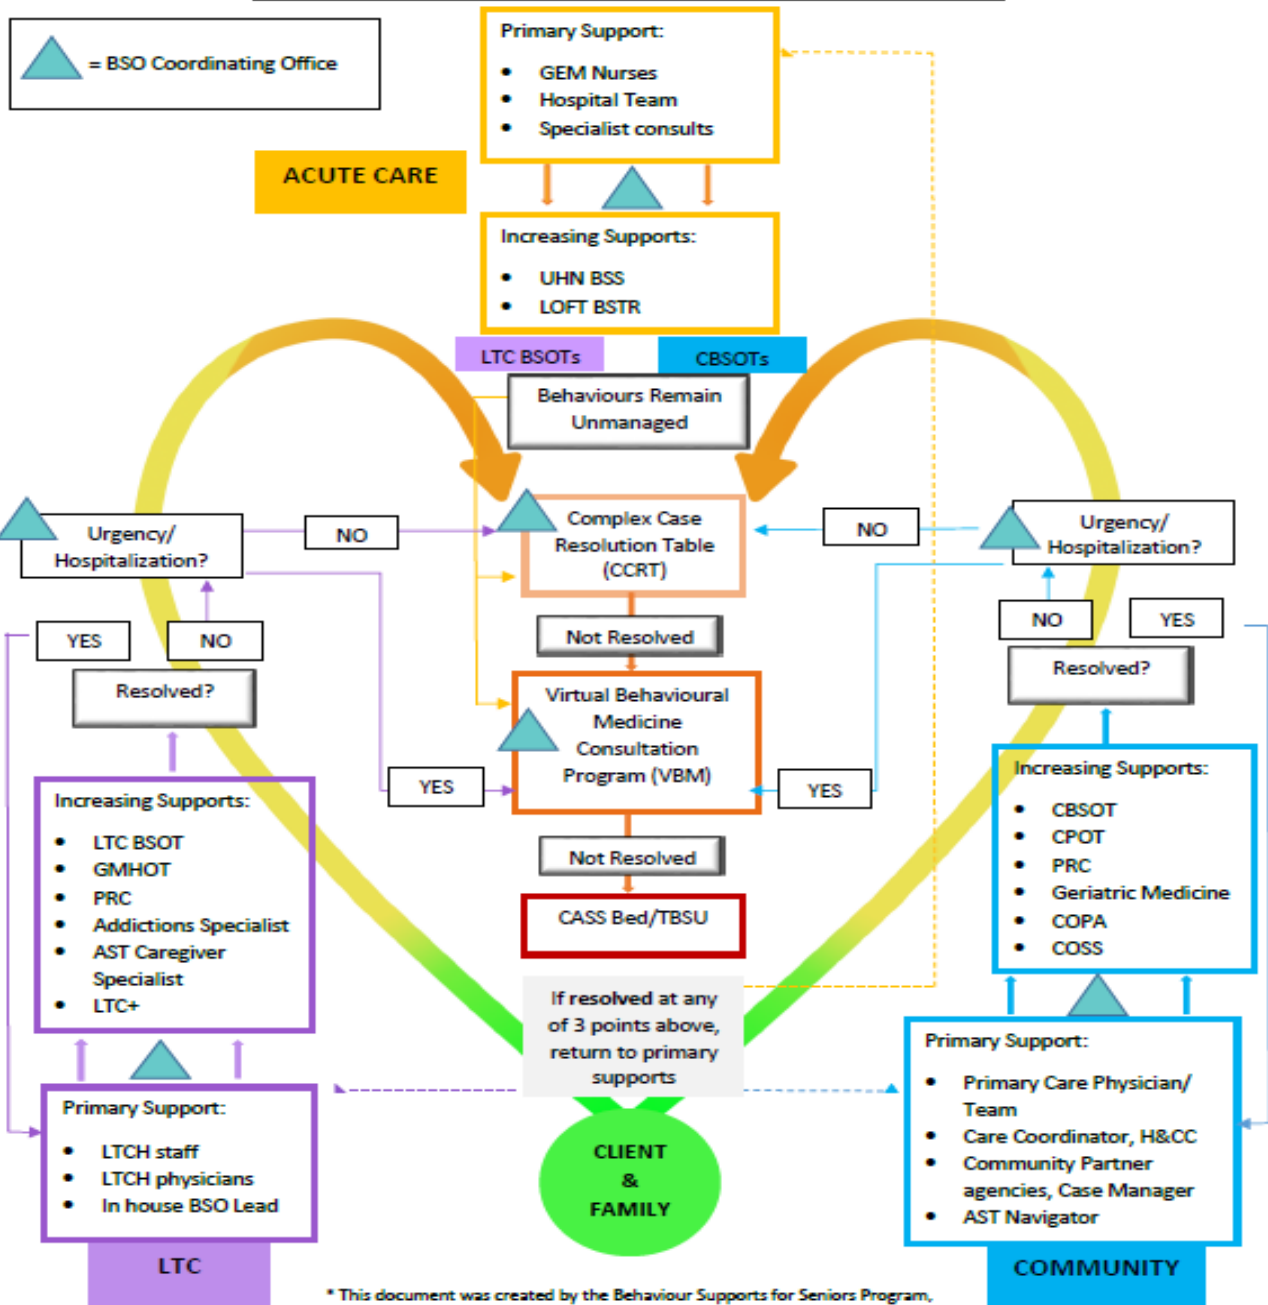 = BSO Coordinating Office
Primary Support:
• GEM Nurses
• Hospital Team
• Specialist consults
ACUTE CARE
Increasing Supports:
• UHN BSS
• LOFT BSTR
LTC BSOTs
CBSOTs
Behaviours Remain
Unmanaged
Urgency/
Hospitalization?
NO
Complex Case
Resolution Table
(CCRT)
NO
Urgency/
Hospitalization?
YES
NO
Not Resolved
NO
YES
Resolved?
Resolved?
Virtual Behavioural
Medicine
Consultation
Program (VBM)
YES
YES
Increasing Supports:
• LTC BSOT
• GMHOT
• PRC
• Addictions Specialist
• AST Caregiver
Specialist
• LTC+
Not Resolved
CASS Bed/TBSU
Increasing Supports:
• CBSOT
• CPOT
• PRC
• Geriatric Medicine
• COPA
• COSS
If resolved at any
of 3 points above,
return to primary
supports
Primary Support:
• LTCH staff
• LTCH physicians
• In house BSO Lead
LTC
CLIENT
&
FAMILY
Primary Support:
• Primary Care Physician/
Team
• Care Coordinator, H&CC
• Community Partner
agencies, Case Manager
• AST Navigator
COMMUNITY
* This document was created by the Behaviour Supports for Seniors Program,